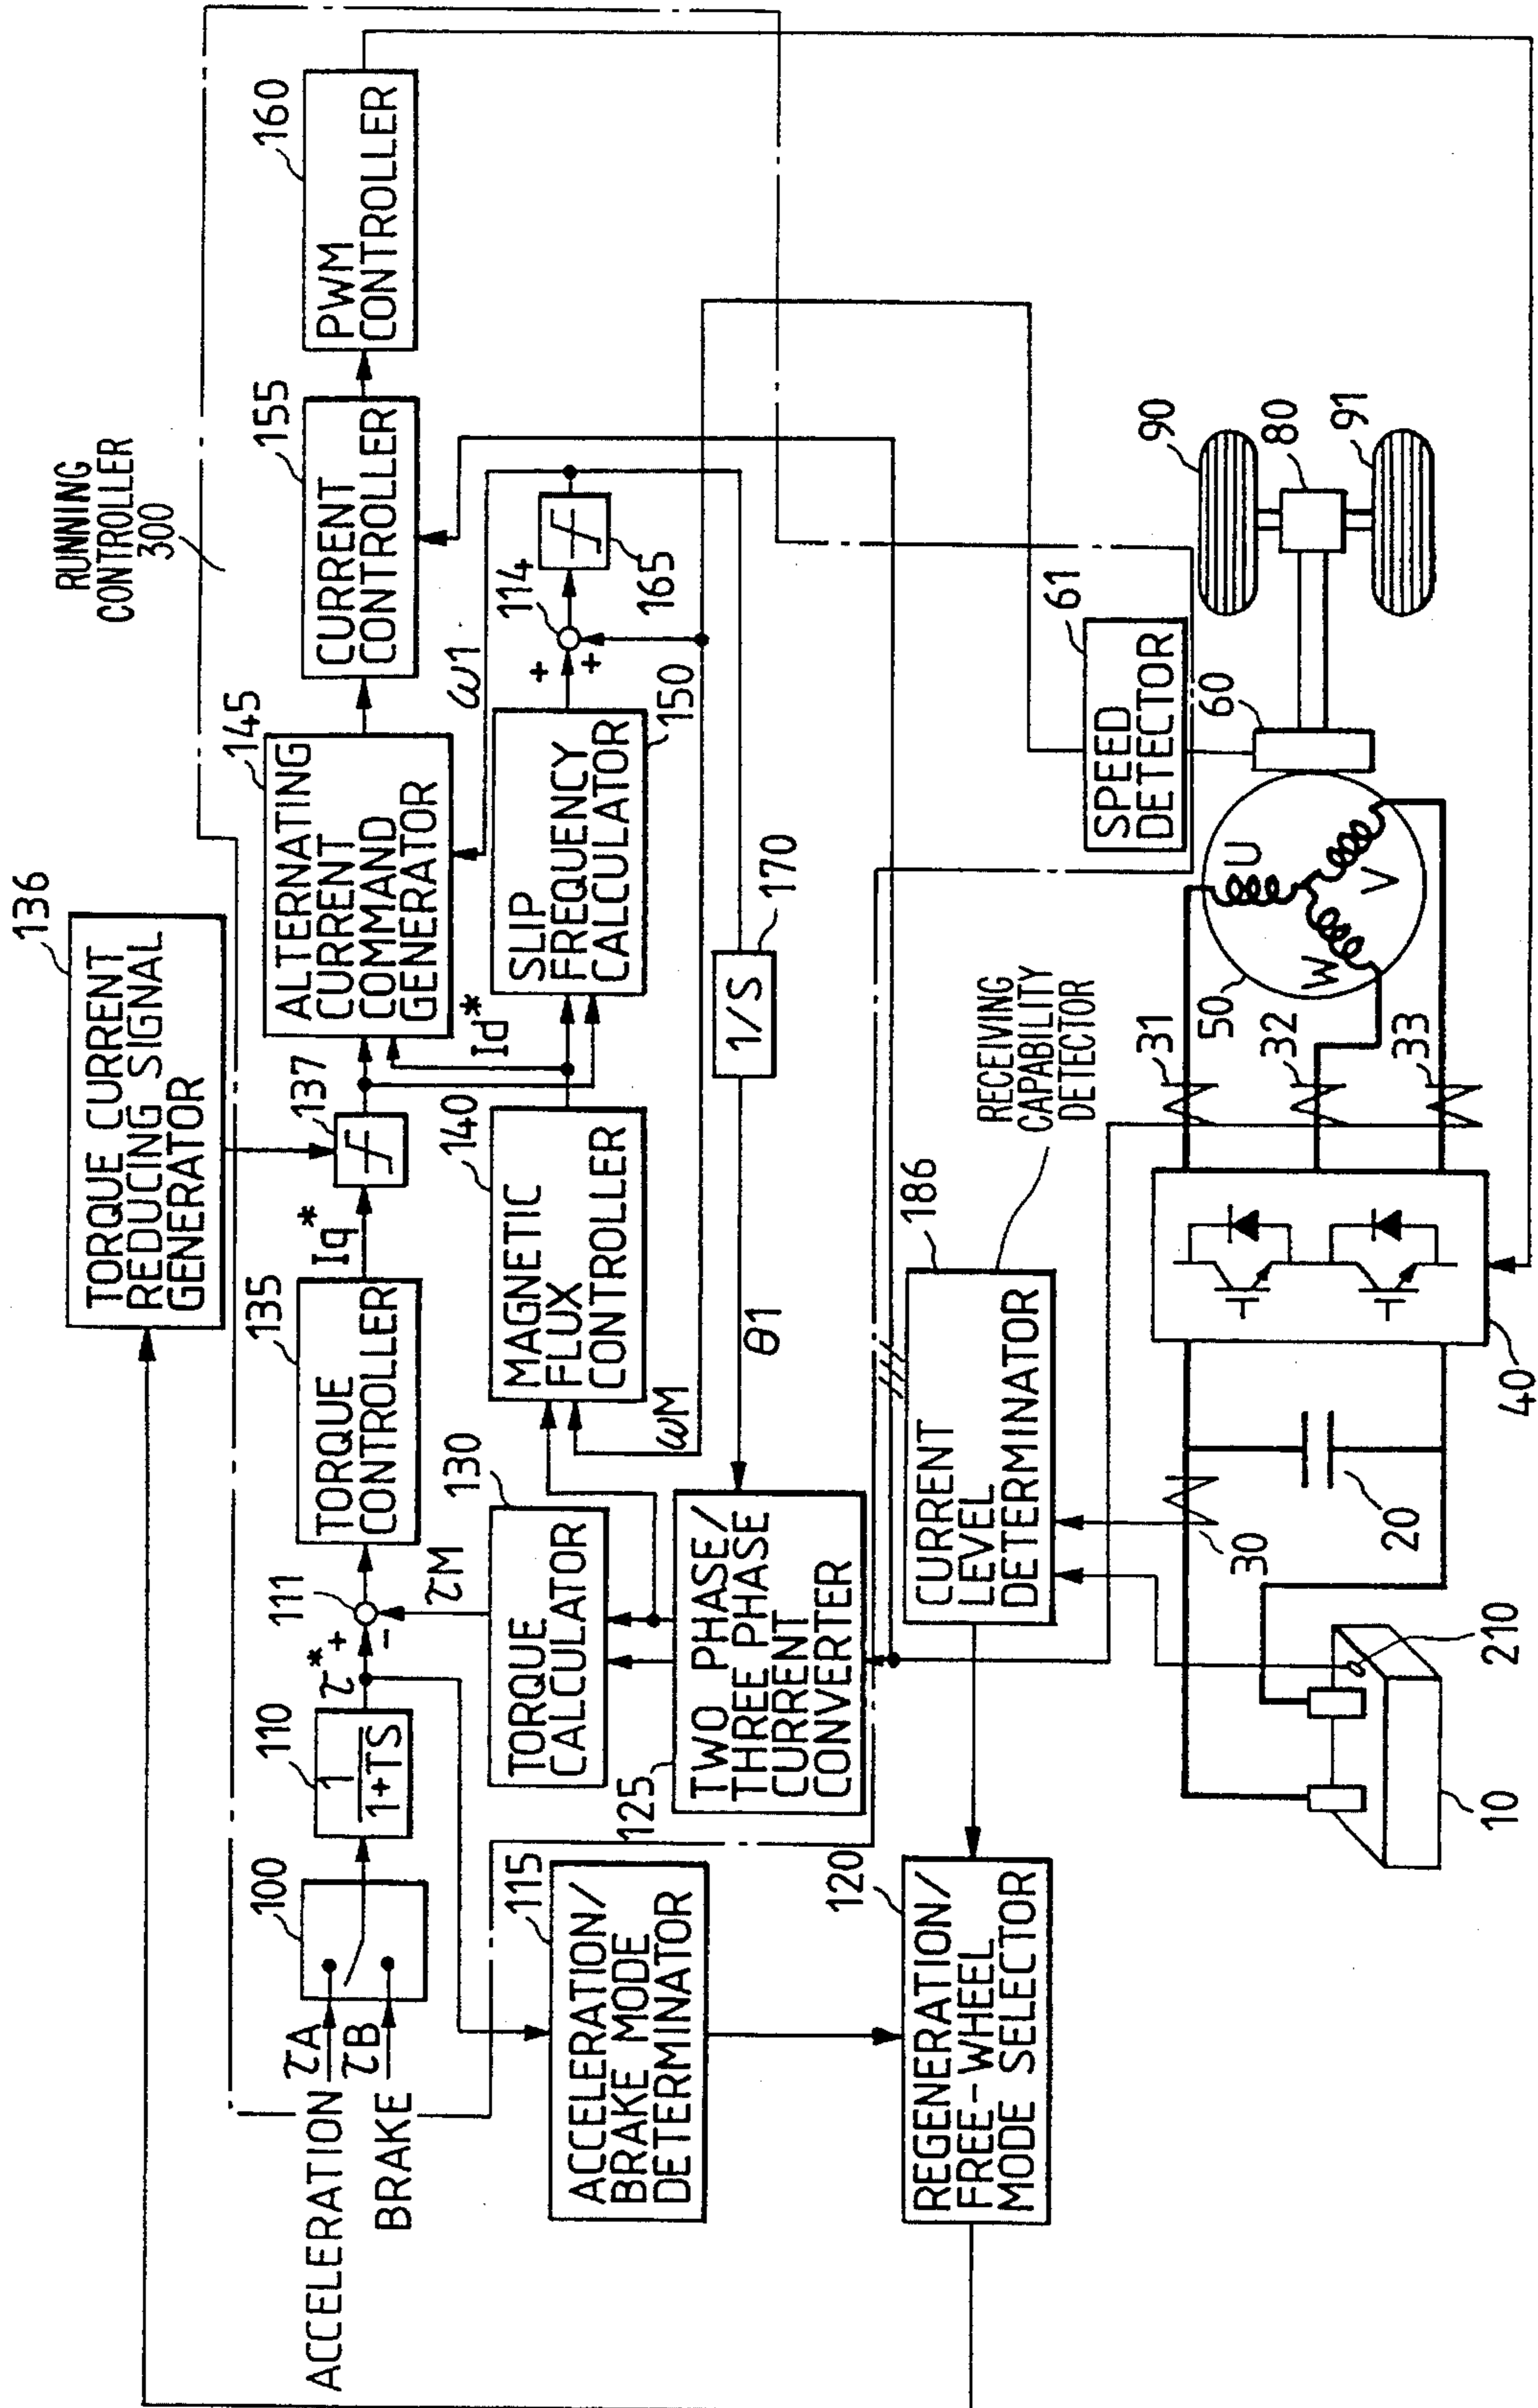 RUNNING
CONTROLLER
300
136
TORQUE CURRENT
REDUCING SIGNAL
GENERATOR
ACCELERATION
τA
BRAKE
τB
100
110
1
1+TS
τ*
+
-
111
τM
135
TORQUE
CONTROLLER
Iq*
137
145
ALTERNATING
CURRENT
COMMAND
GENERATOR
155
CURRENT
CONTROLLER
160
PWM
CONTROLLER
130
TORQUE
CALCULATOR
140
MAGNETIC
FLUX
CONTROLLER
ωM
Id*
SLIP
FREQUENCY
CALCULATOR
150
ω1
+
+
114
165
115
ACCELERATION/
BRAKE MODE
DETERMINATOR
125
TWO PHASE/
THREE PHASE
CURRENT
CONVERTER
θ1
1/S
170
120
REGENERATION/
FREE-WHEEL
MODE SELECTOR
186
CURRENT
LEVEL
DETERMINATOR
RECEIVING
CAPABILITY
DETECTOR
SPEED
DETECTOR
61
10
210
30
20
40
31
32
33
50
U
V
W
60
80
90
91